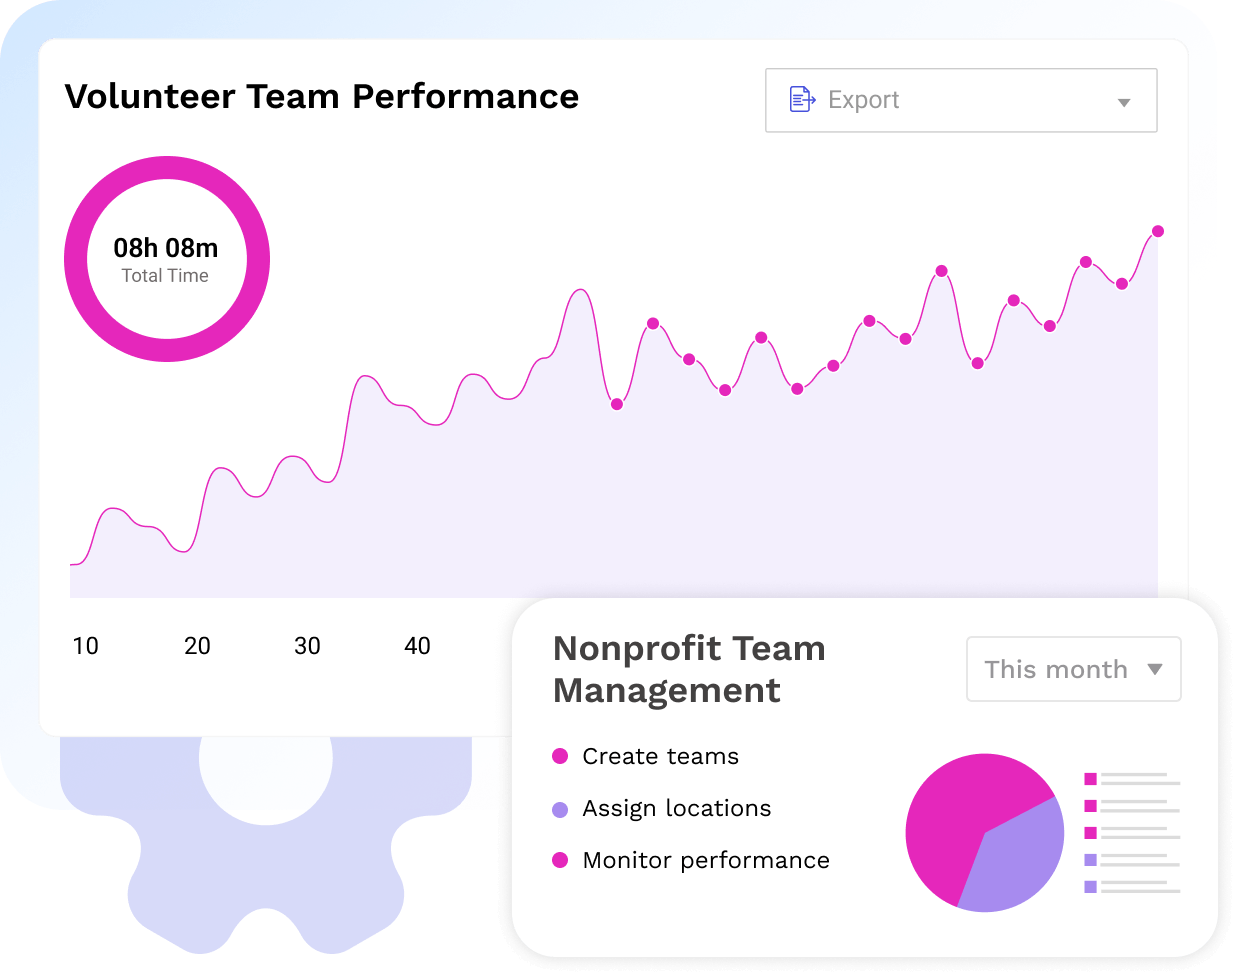 Volunteer Team Performance
Export
08h 08m
Total Time
10 20 30 40
Nonprofit Team
Management
This month
Create teams
Assign locations
Monitor performance